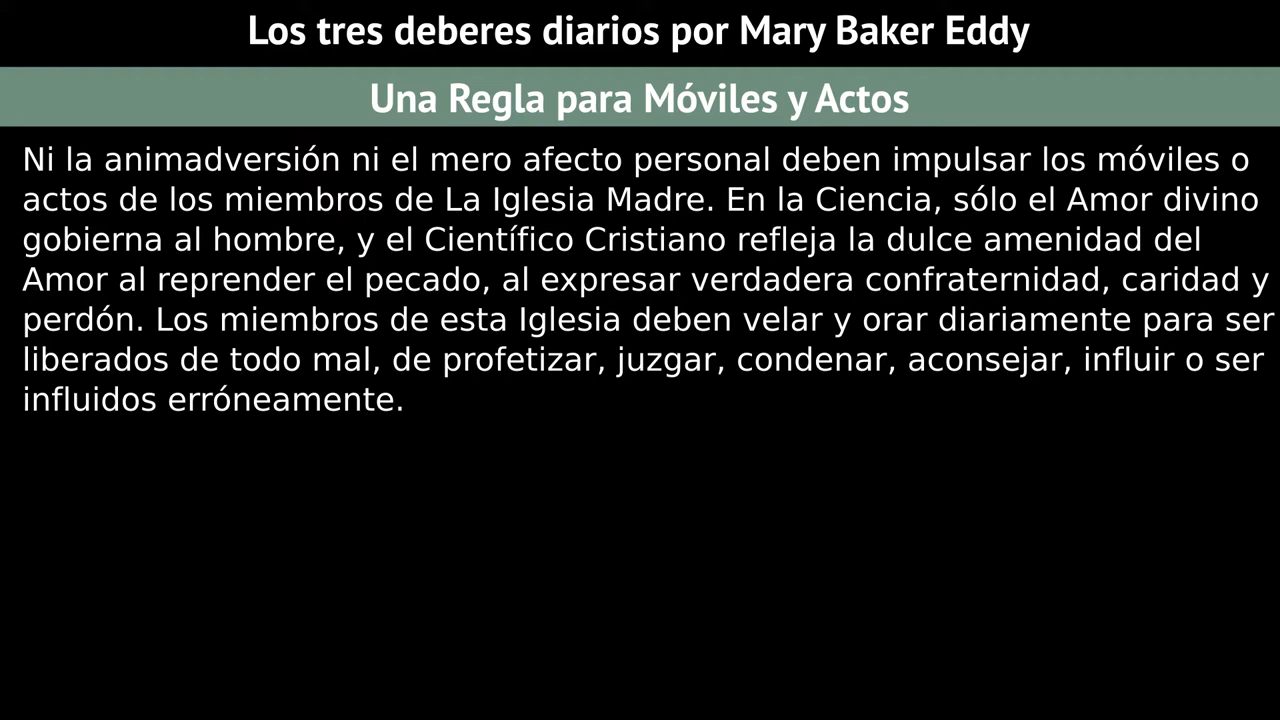 Los tres deberes diarios por Mary Baker Eddy
Una Regla para Móviles y Actos
Ni la animadversión ni el mero afecto personal deben impulsar los móviles o
actos de los miembros de La Iglesia Madre. En la Ciencia, sólo el Amor divino
gobierna al hombre, y el Científico Cristiano refleja la dulce amenidad del
Amor al reprender el pecado, al expresar verdadera confraternidad, caridad y
perdón. Los miembros de esta Iglesia deben velar y orar diariamente para ser
liberados de todo mal, de profetizar, juzgar, condenar, aconsejar, influir o ser
influidos erróneamente.